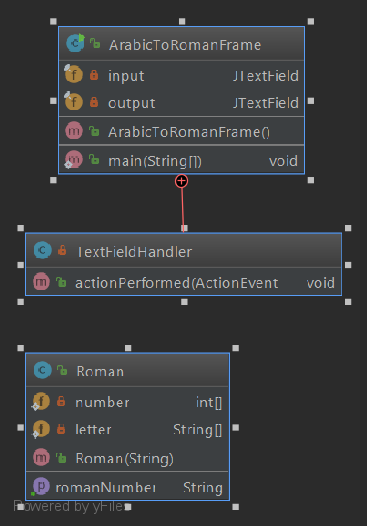 ArabicToRomanFrame
input JTextField
output JTextField
ArabicToRomanFrame()
main(String[]) void
TextFieldHandler
actionPerformed(ActionEvent void
Roman
number int[]
letter String[]
Roman(String)
romanNumber String
Powered by yFiles